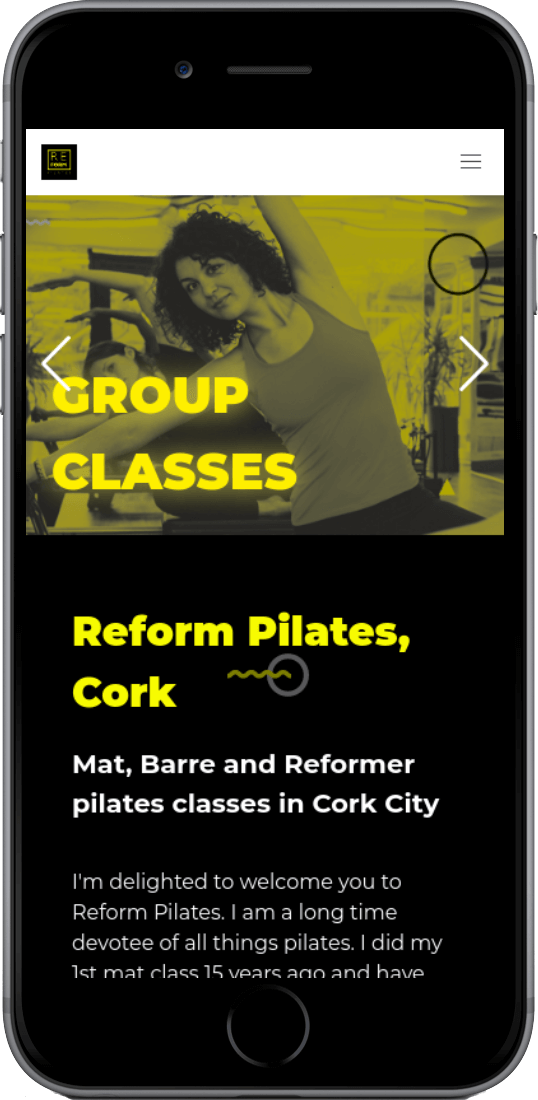 RE
FORM
GROUP
CLASSES
Reform Pilates,
Cork
Mat, Barre and Reformer
pilates classes in Cork City
I'm delighted to welcome you to
Reform Pilates. I am a long time
devotee of all things pilates. I did my
1st mat class 15 years ago and have